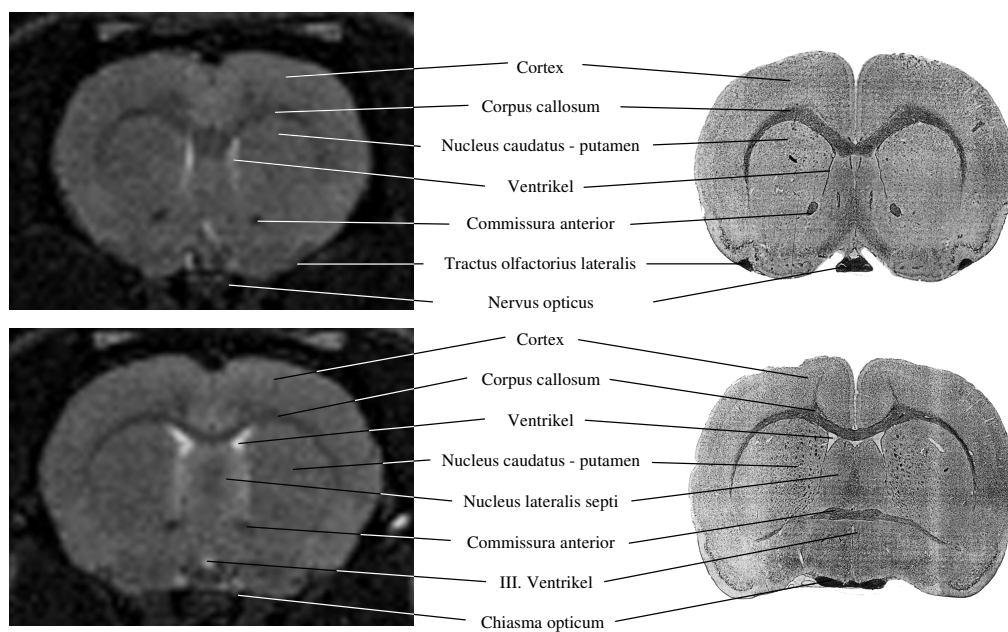 Cortex
Corpus callosum
Nucleus caudatus - putamen
Ventrikel
Commissura anterior
Tractus olfactorius lateralis
Nervus opticus
Cortex
Corpus callosum
Ventrikel
Nucleus caudatus - putamen
Nucleus lateralis septi
Commissura anterior
III. Ventrikel
Chiasma opticum